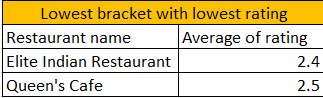 Lowest bracket with lowest rating
Restaurant name Average of rating
Elite Indian Restaurant 2.4
Queen's Cafe 2.5